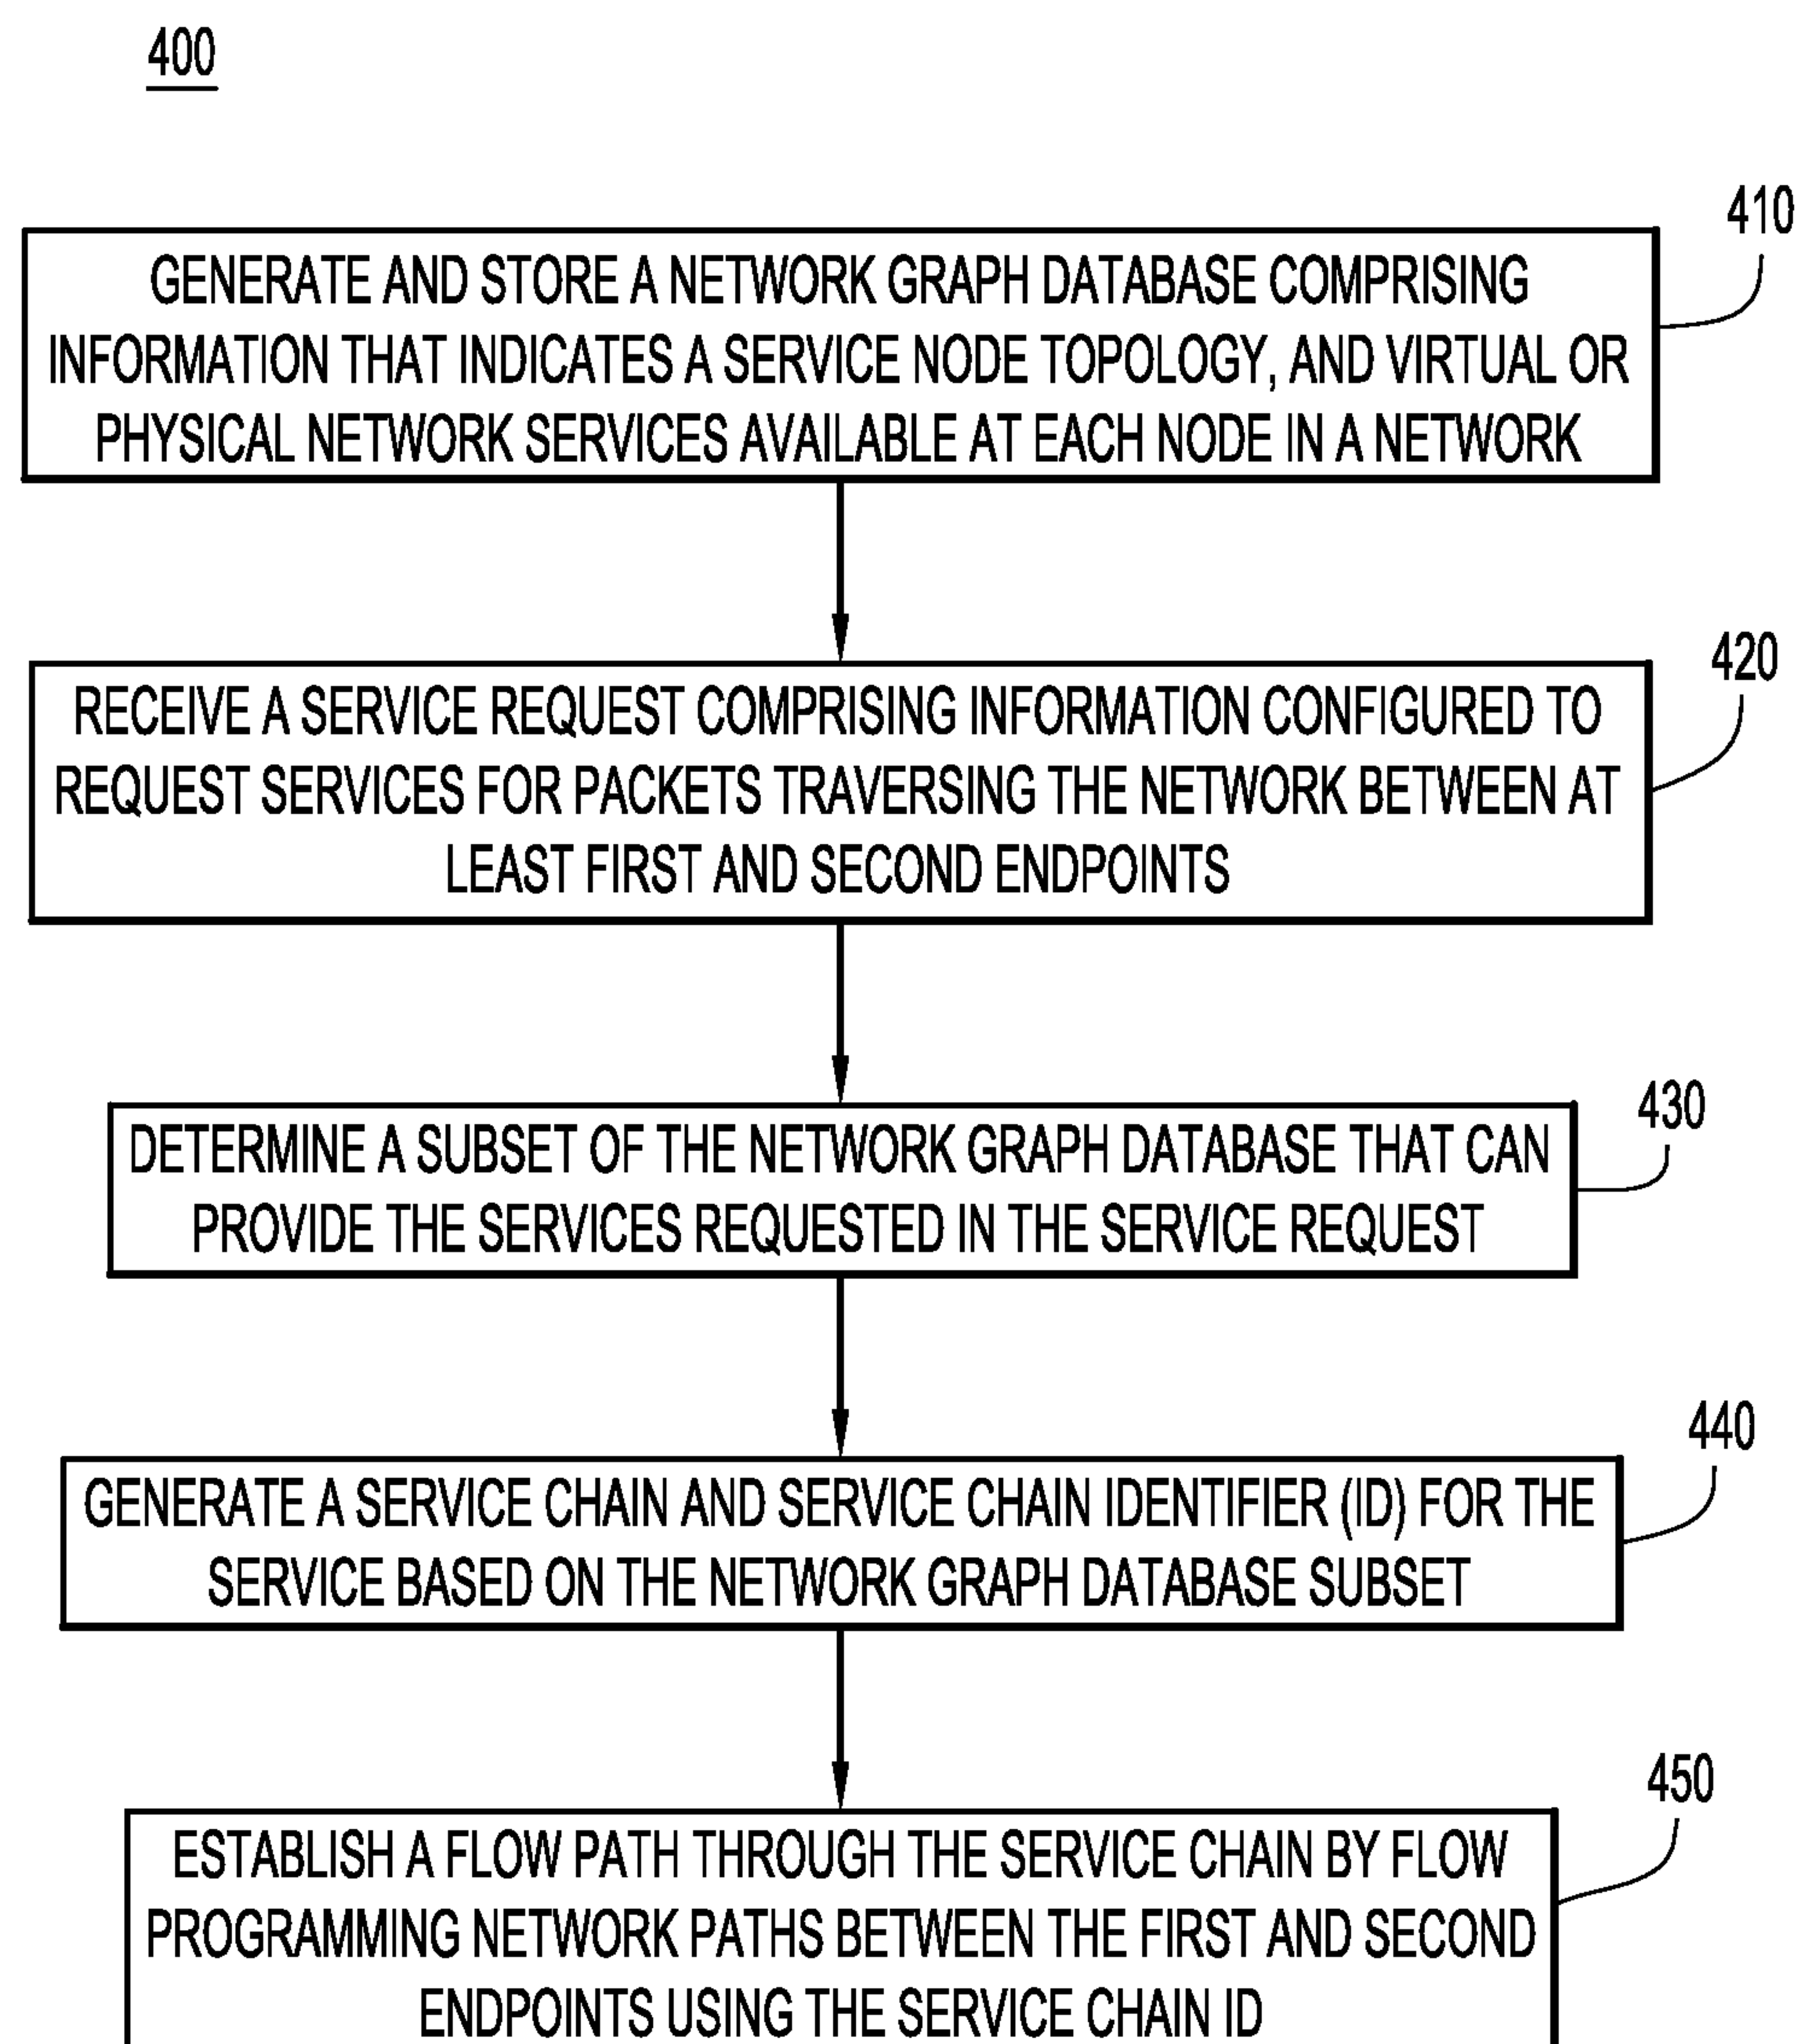 400
410
GENERATE AND STORE A NETWORK GRAPH DATABASE COMPRISING
INFORMATION THAT INDICATES A SERVICE NODE TOPOLOGY, AND VIRTUAL OR
PHYSICAL NETWORK SERVICES AVAILABLE AT EACH NODE IN A NETWORK
420
RECEIVE A SERVICE REQUEST COMPRISING INFORMATION CONFIGURED TO
REQUEST SERVICES FOR PACKETS TRAVERSING THE NETWORK BETWEEN AT
LEAST FIRST AND SECOND ENDPOINTS
430
DETERMINE A SUBSET OF THE NETWORK GRAPH DATABASE THAT CAN
PROVIDE THE SERVICES REQUESTED IN THE SERVICE REQUEST
440
GENERATE A SERVICE CHAIN AND SERVICE CHAIN IDENTIFIER (ID) FOR THE
SERVICE BASED ON THE NETWORK GRAPH DATABASE SUBSET
450
ESTABLISH A FLOW PATH THROUGH THE SERVICE CHAIN BY FLOW
PROGRAMMING NETWORK PATHS BETWEEN THE FIRST AND SECOND
ENDPOINTS USING THE SERVICE CHAIN ID